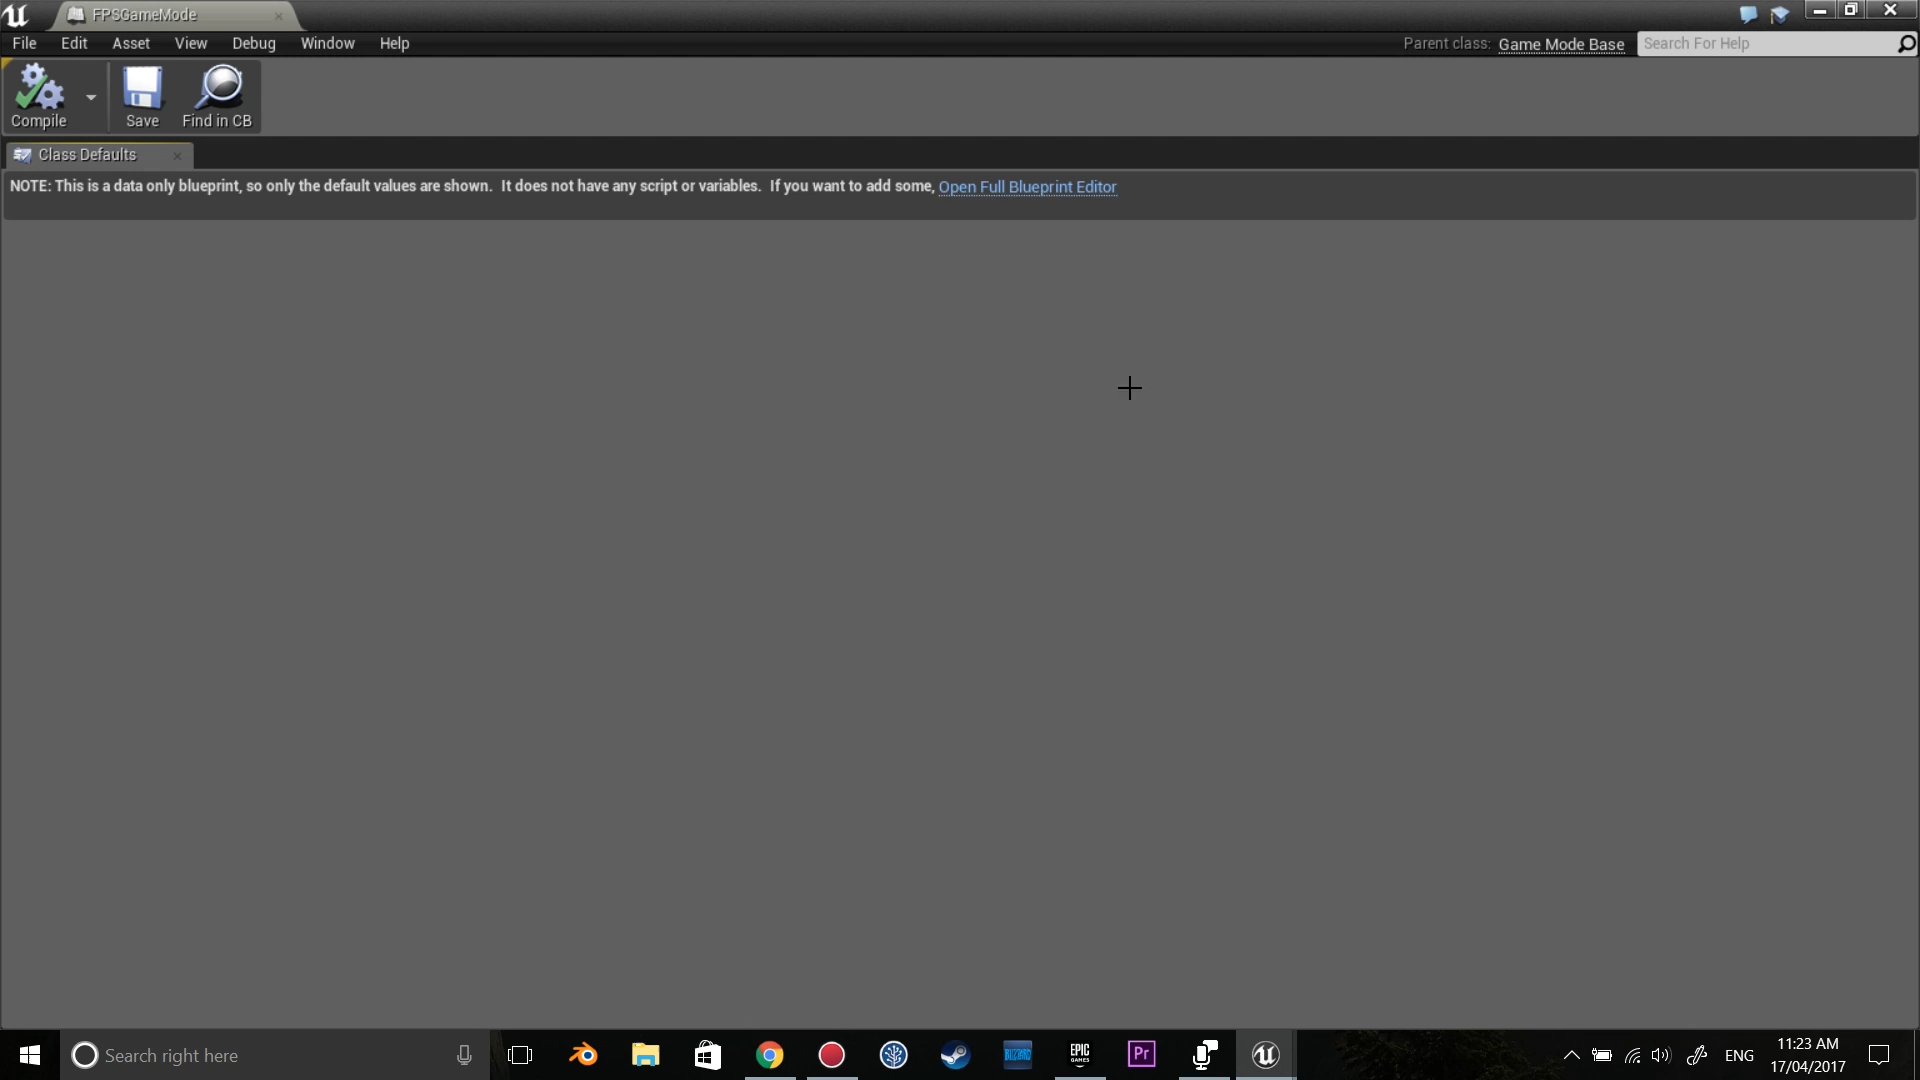 FPSGameMode
File Edit Asset View Debug Window Help
Parent class: Game Mode Base
Search For Help
Compile Save Find in CB
Class Defaults
NOTE: This is a data only blueprint, so only the default values are shown. It does not have any script or variables. If you want to add some, Open Full Blueprint Editor
Search right here
BLIZZARD
EPIC
GAMES
Pr
ENG
11:23 AM
17/04/2017